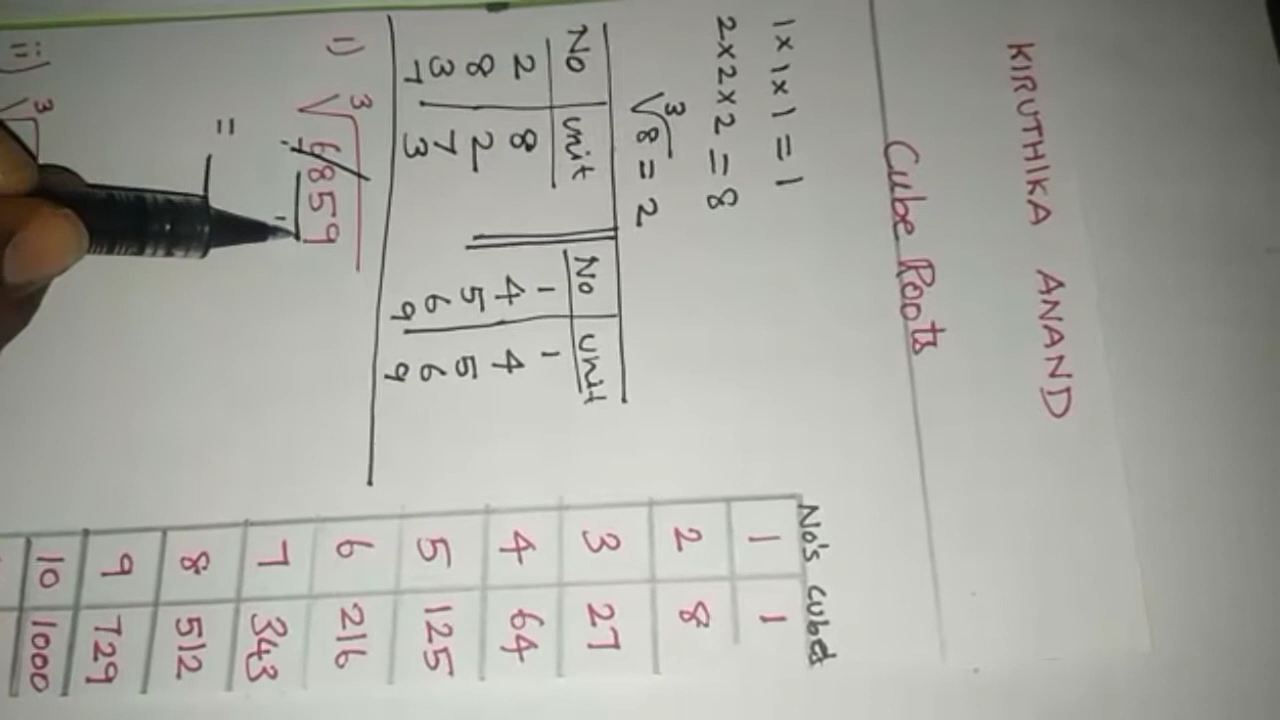 KIRUTHIKA ANAND
Cube Roots
1 x 1 x 1 = 1
2 x 2 x 2 = 8
∛8 = 2
No unit
2 8
8 2
3 7
7 3
No unit
1 1
4 4
5 5
6 6
9 9
i) ∛6859
=
ii) ∛
No's cubed
1 1
2 8
3 27
4 64
5 125
6 216
7 343
8 512
9 729
10 1000